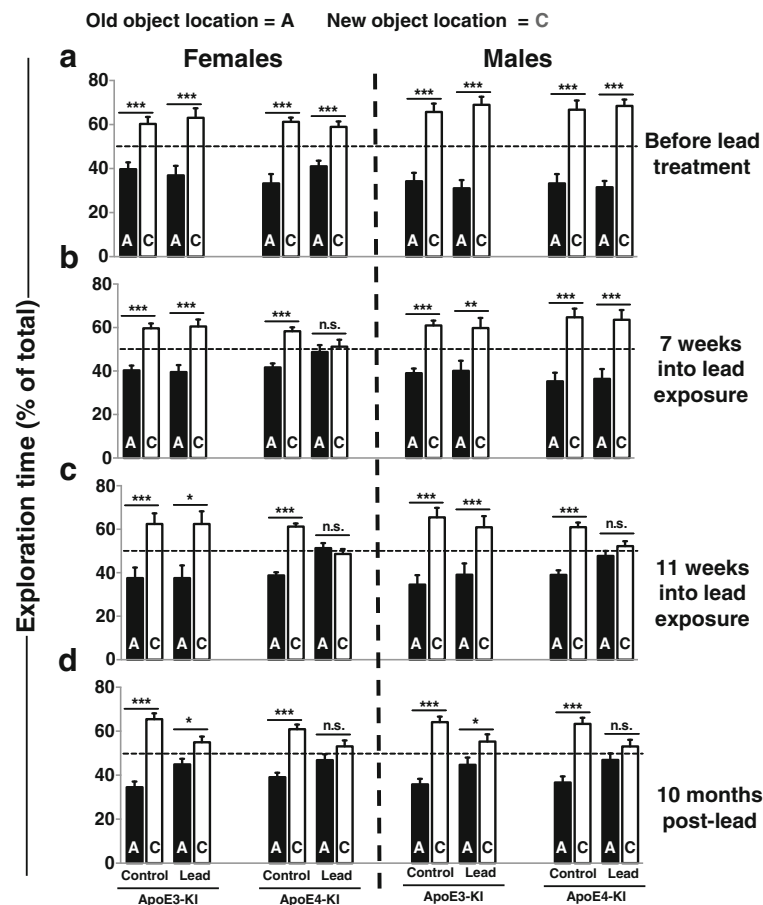 Old object location = A New object location = C
a Females Males
80
60
40
20
0
*** *** *** *** *** *** *** ***
A C A C A C A C A C A C A C A C
Before lead
treatment
b
80
60
40
20
0
*** *** *** n.s. *** ** *** ***
A C A C A C A C A C A C A C A C
7 weeks
into lead
exposure
c
80
60
40
20
0
*** * *** n.s. *** *** *** n.s.
A C A C A C A C A C A C A C A C
11 weeks
into lead
exposure
d
80
60
40
20
0
*** * *** n.s. *** * *** n.s.
A C A C A C A C A C A C A C A C
10 months
post-lead
Control Lead Control Lead Control Lead Control Lead
ApoE3-KI ApoE4-KI ApoE3-KI ApoE4-KI
Exploration time (% of total)